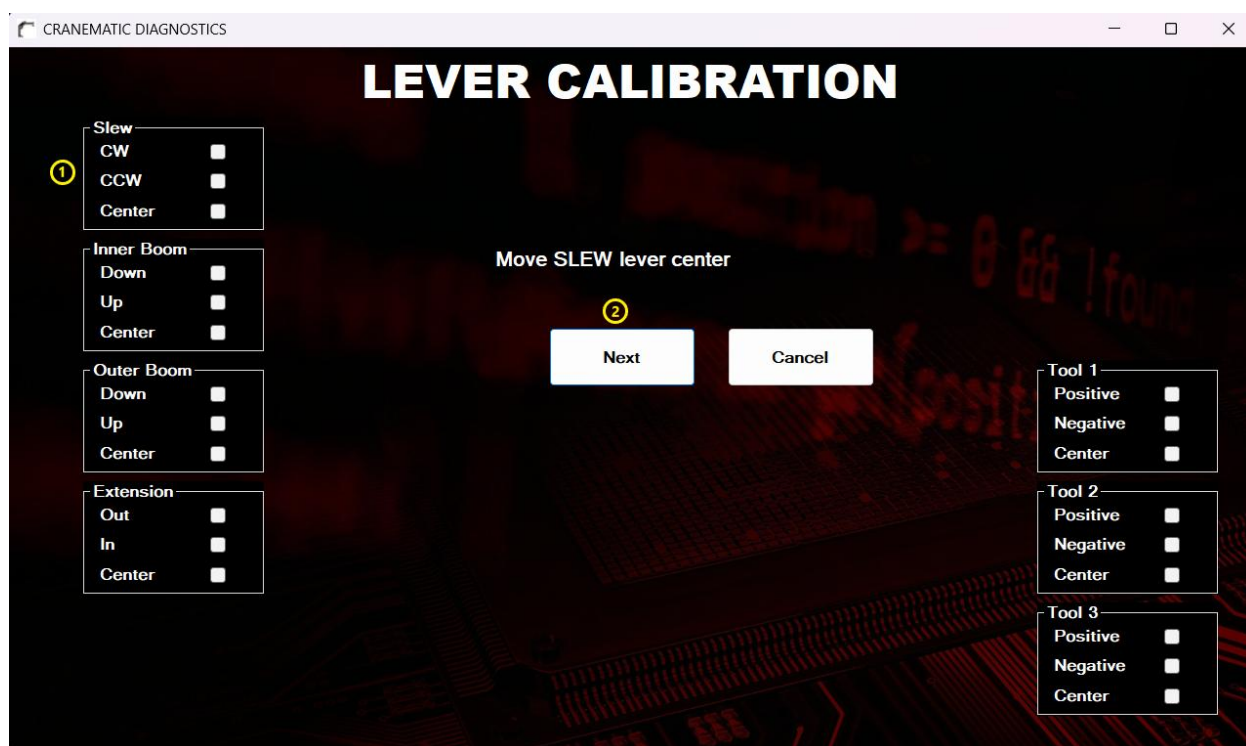 CRANEMATIC DIAGNOSTICS
LEVER CALIBRATION
Slew
CW
1
CCW
Center
Inner Boom
Down
Up
Center
Outer Boom
Down
Up
Center
Extension
Out
In
Center
Move SLEW lever center
2
Next
Cancel
Tool 1
Positive
Negative
Center
Tool 2
Positive
Negative
Center
Tool 3
Positive
Negative
Center
>= 0 && !found